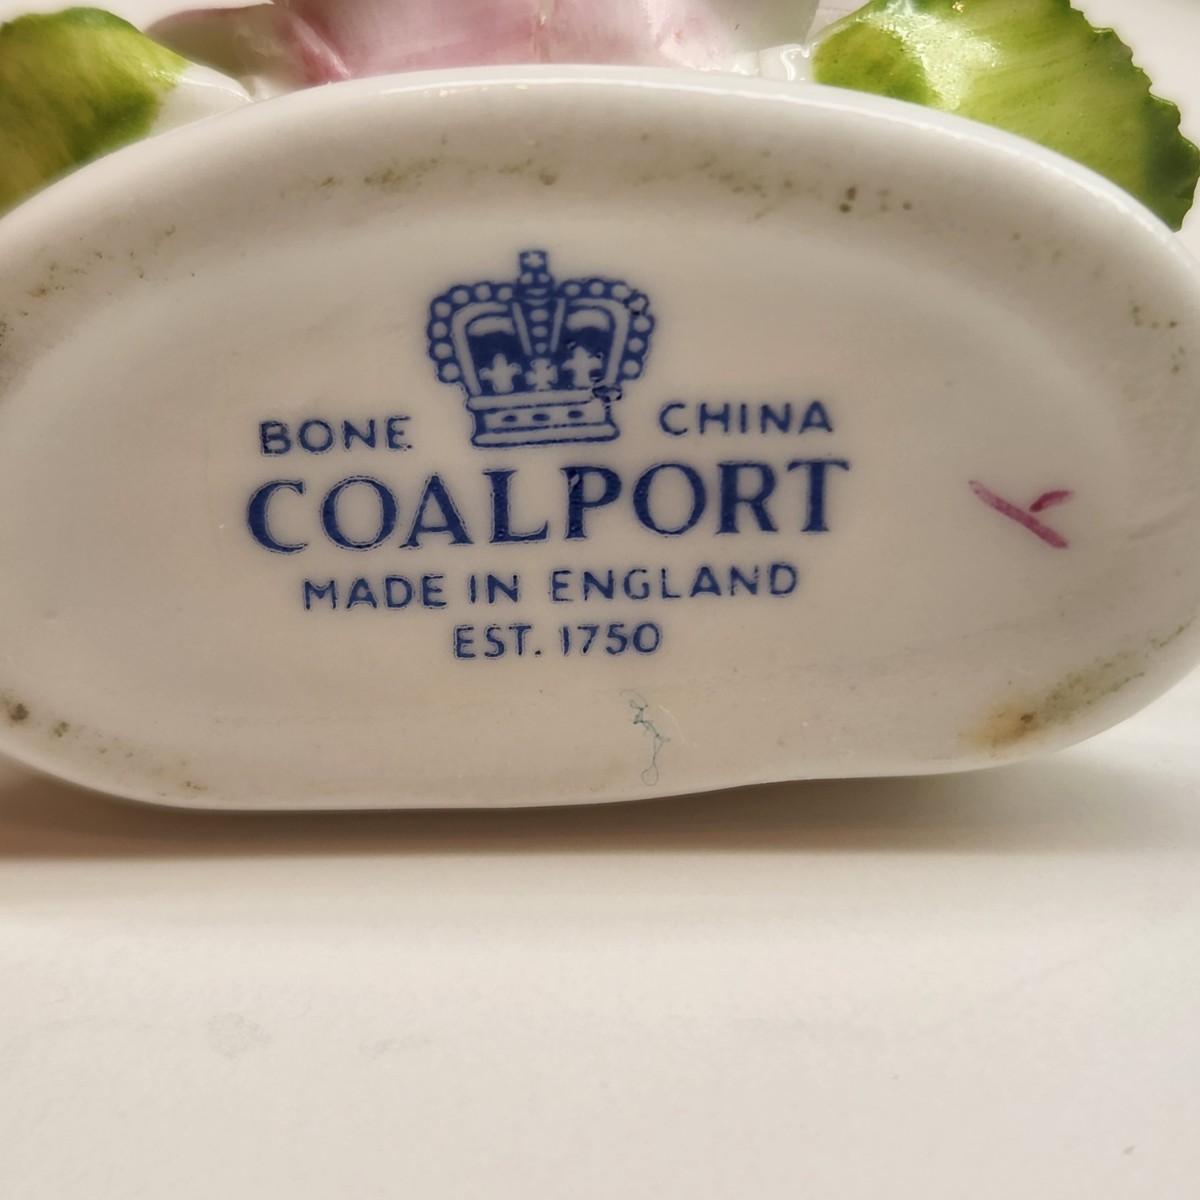 BONE CHINA
COALPORT
MADE IN ENGLAND
EST. 1750